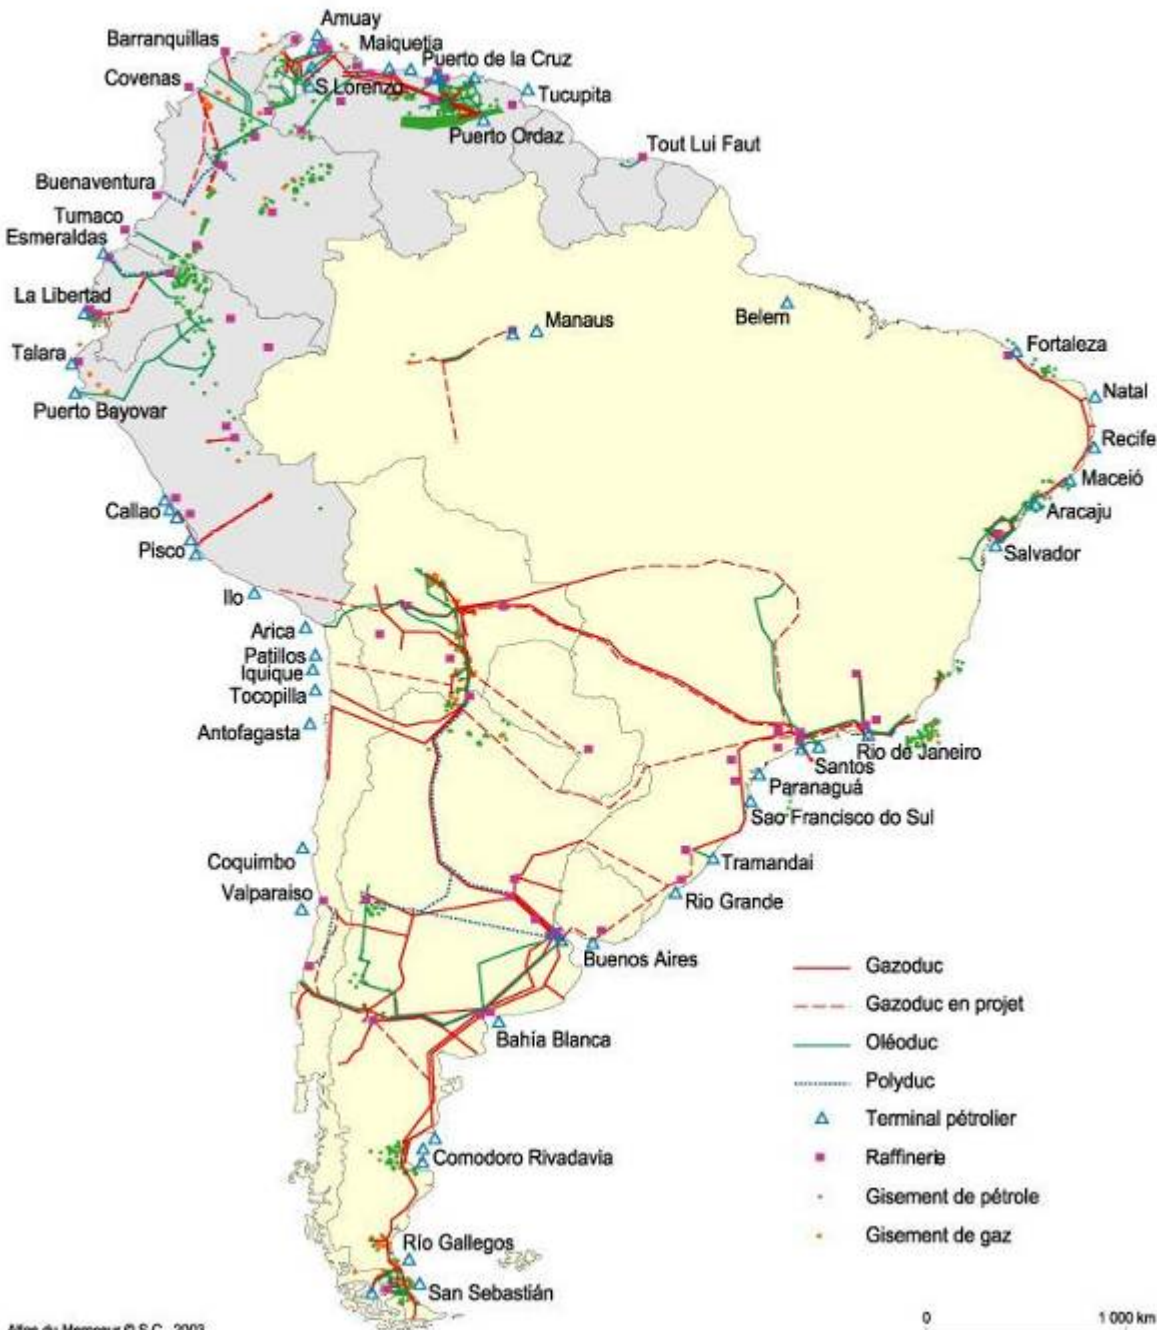 Amuay
Barranquillas
Maiquetia
Puerto de la Cruz
Covenas
S.Lorenzo
Tucupita
Puerto Ordaz
Tout Lui Faut
Buenaventura
Tumaco
Esmeraldas
La Libertad
Manaus
Belem
Talara
Fortaleza
Puerto Bayovar
Natal
Recife
Maceió
Callao
Aracaju
Pisco
Salvador
Ilo
Arica
Patillos
Iquique
Tocopilla
Antofagasta
Rio de Janeiro
Santos
Paranaguá
Sao Francisco do Sul
Coquimbo
Tramandai
Valparaiso
Rio Grande
Buenos Aires
Gazoduc
Gazoduc en projet
Bahía Blanca
Oléoduc
Polyduc
Terminal pétrolier
Comodoro Rivadavia
Raffinerie
Gisement de pétrole
Gisement de gaz
Río Gallegos
San Sebastián
Atlas du Mercosur © S.C. 2003
0 1 000 km